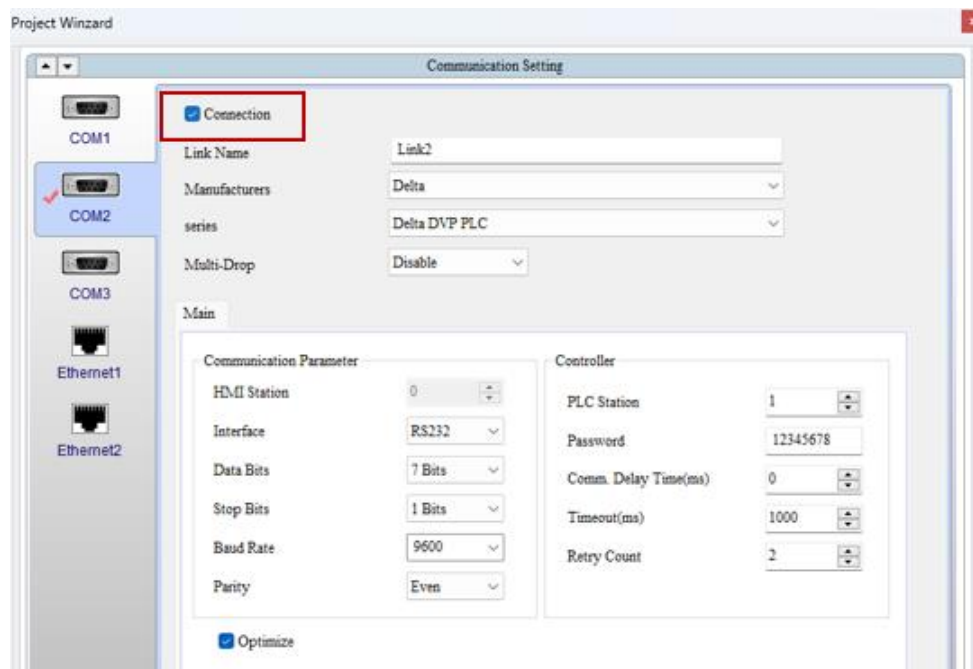 Project Winzard
Communication Setting
COM1
COM2
COM3
Ethernet1
Ethernet2
Connection
Link Name Link2
Manufacturers Delta
series Delta DVP PLC
Multi-Drop Disable
Main
Communication Parameter
HMI Station 0
Interface RS232
Data Bits 7 Bits
Stop Bits 1 Bits
Baud Rate 9600
Parity Even
Controller
PLC Station 1
Password 12345678
Comm. Delay Time(ms) 0
Timeout(ms) 1000
Retry Count 2
Optimize